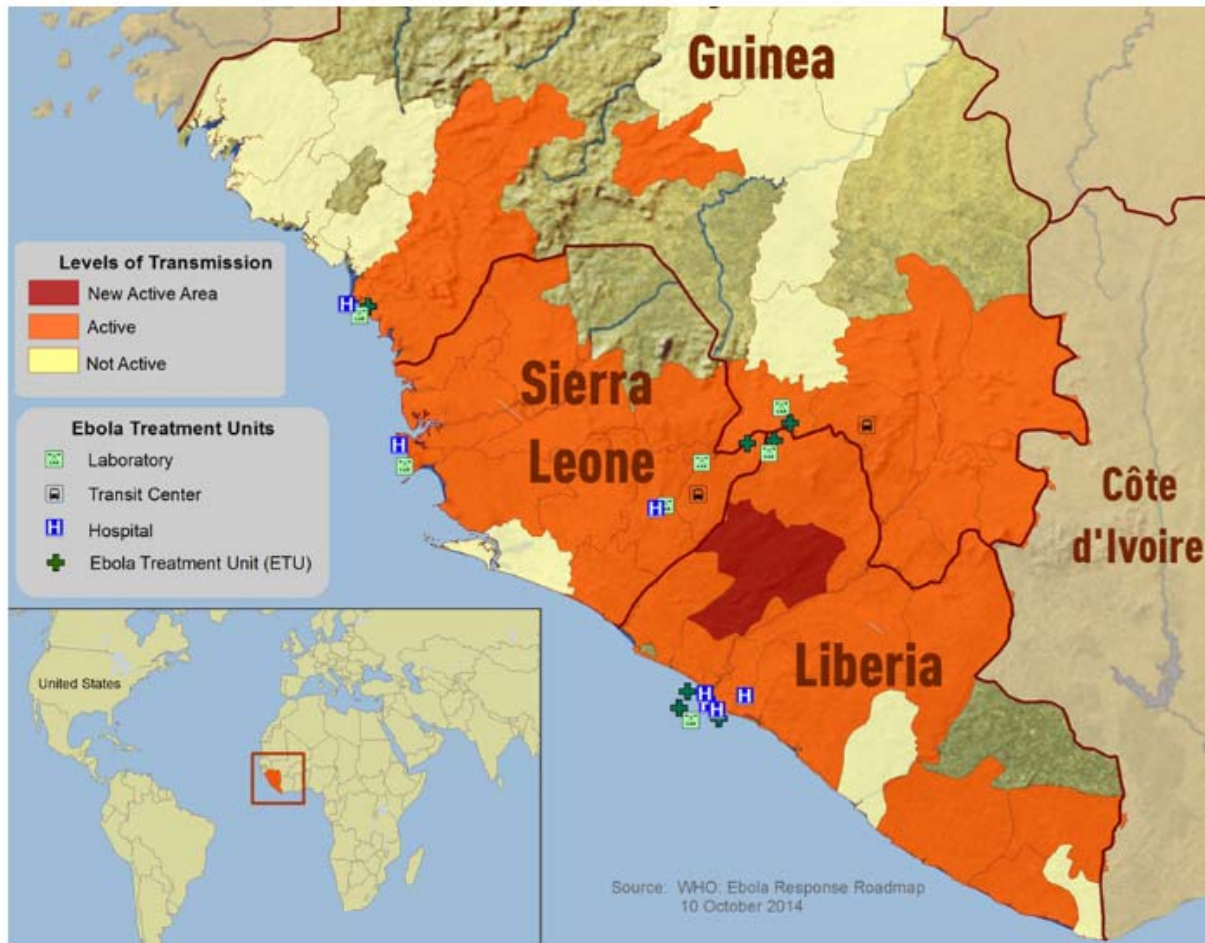 Guinea
Levels of Transmission
New Active Area
Active
Not Active
Sierra
Leone
Ebola Treatment Units
Laboratory
Transit Center
H
Hospital
Ebola Treatment Unit (ETU)
Côte
d'Ivoire
Liberia
United States
Source: WHO: Ebola Response Roadmap
10 October 2014
H
H
H
H
H
H